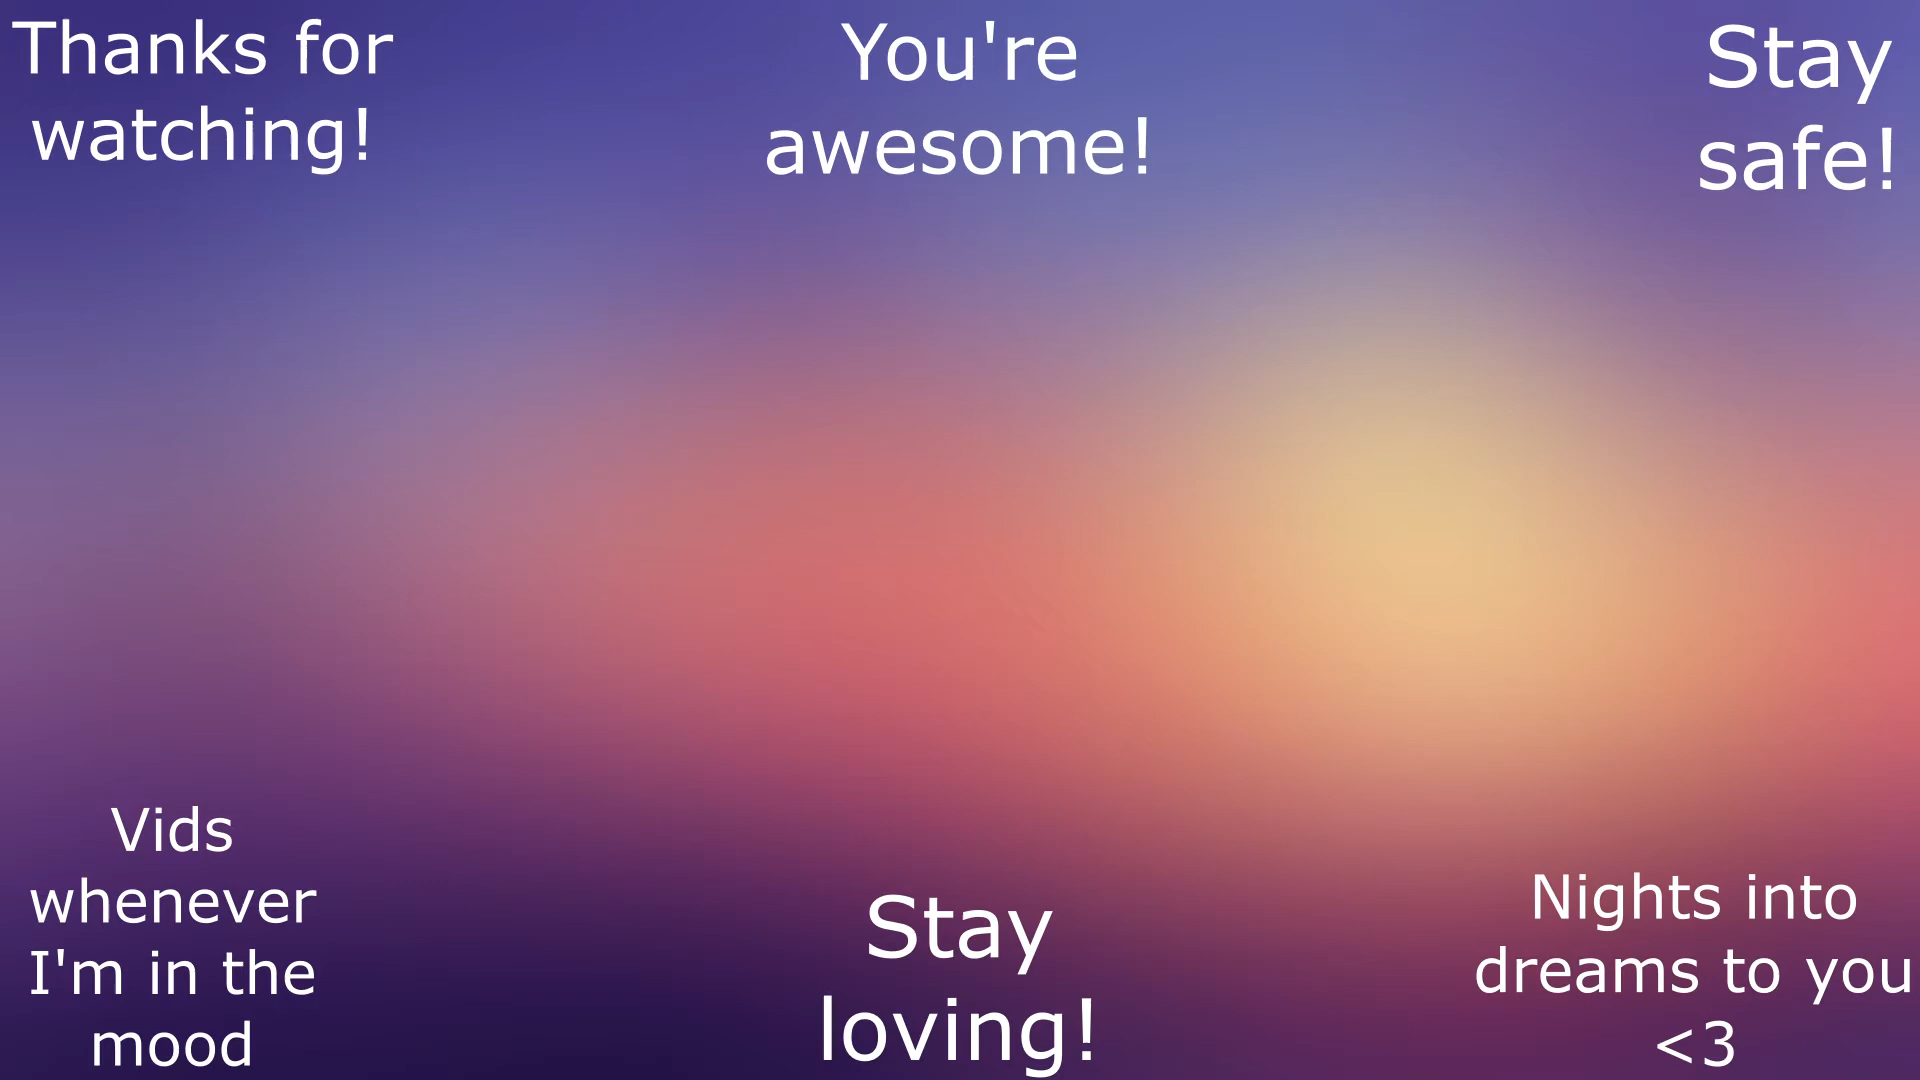 Thanks for
watching!
You're
awesome!
Stay
safe!
Vids
whenever
I'm in the
mood
Stay
loving!
Nights into
dreams to you
<3